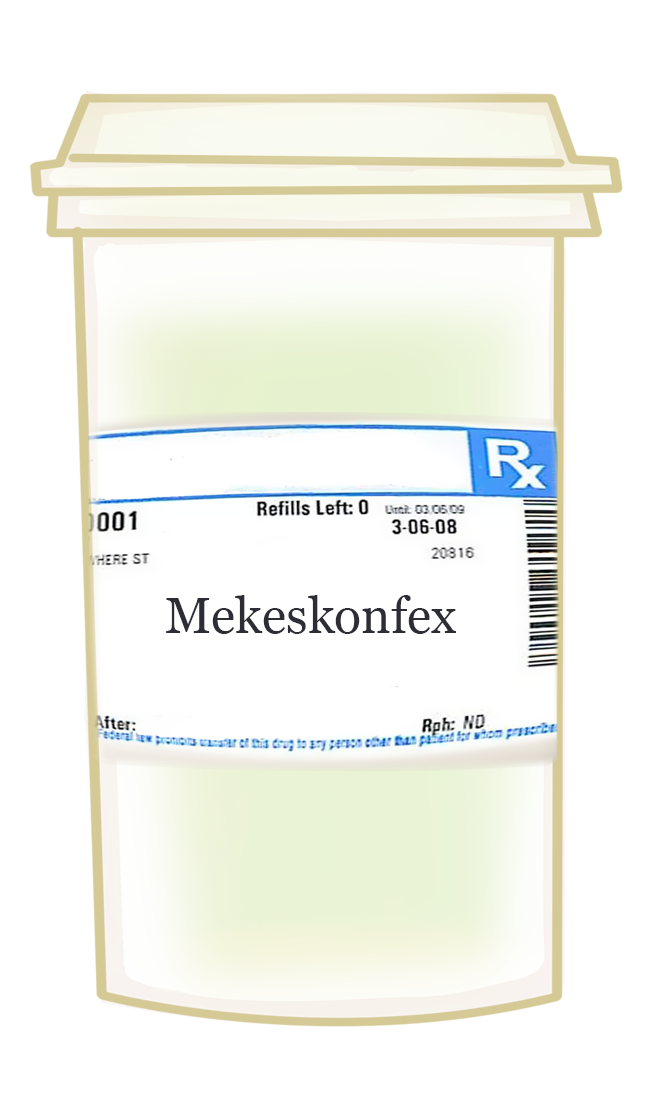 Rx
0001
Refills Left: 0
Until: 03/06/09
3-06-08
WHERE ST
20816
Mekeskonfex
After:
Rph: ND
Federal law prohibits transfer of this drug to any person other than patient for whom prescribed